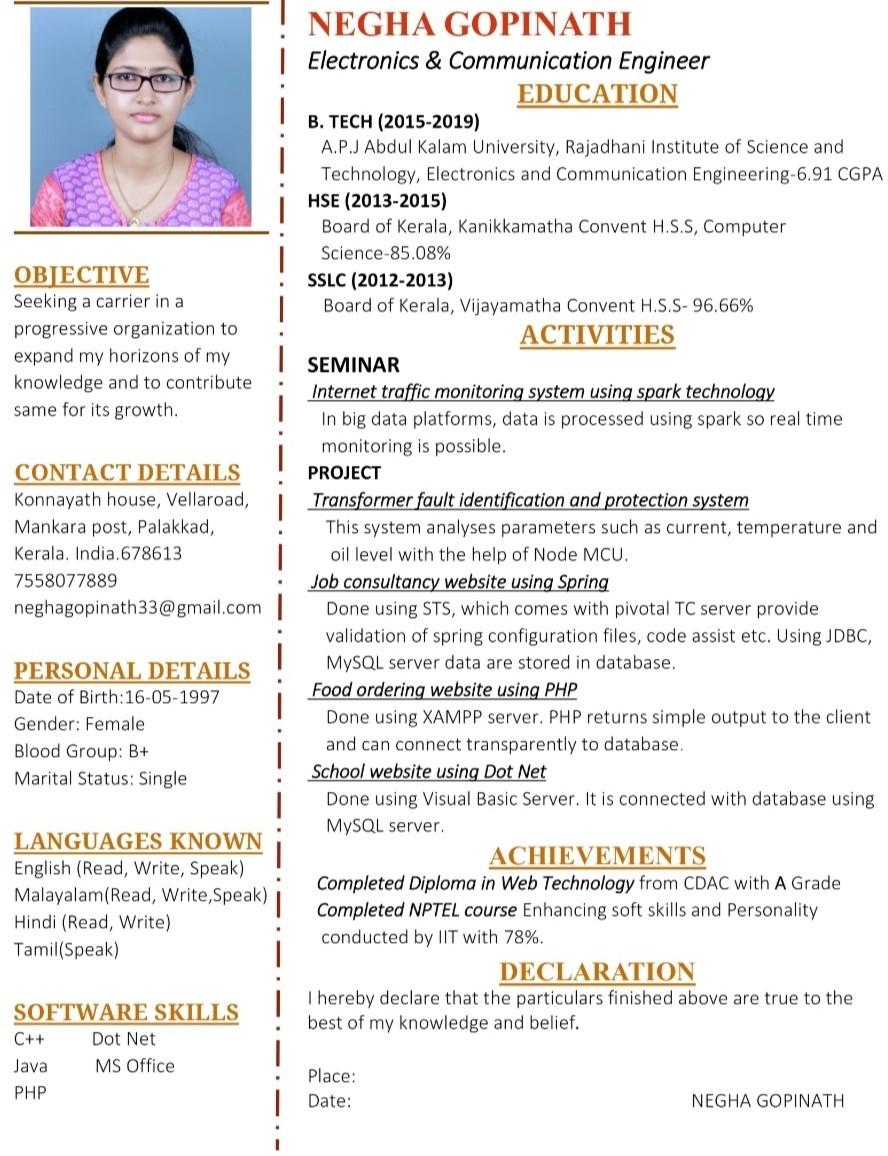 NEGHA GOPINATH
Electronics & Communication Engineer
EDUCATION
B. TECH (2015-2019)
A.P.J Abdul Kalam University, Rajadhani Institute of Science and
Technology, Electronics and Communication Engineering-6.91 CGPA
HSE (2013-2015)
Board of Kerala, Kanikkamatha Convent H.S.S, Computer
Science-85.08%
SSLC (2012-2013)
Board of Kerala, Vijayamatha Convent H.S.S- 96.66%
ACTIVITIES
SEMINAR
Internet traffic monitoring system using spark technology
In big data platforms, data is processed using spark so real time
monitoring is possible.
PROJECT
Transformer fault identification and protection system
This system analyses parameters such as current, temperature and
oil level with the help of Node MCU.
Job consultancy website using Spring
Done using STS, which comes with pivotal TC server provide
validation of spring configuration files, code assist etc. Using JDBC,
MySQL server data are stored in database.
Food ordering website using PHP
Done using XAMPP server. PHP returns simple output to the client
and can connect transparently to database.
School website using Dot Net
Done using Visual Basic Server. It is connected with database using
MySQL server.
ACHIEVEMENTS
Completed Diploma in Web Technology from CDAC with A Grade
Completed NPTEL course Enhancing soft skills and Personality
conducted by IIT with 78%.
DECLARATION
I hereby declare that the particulars finished above are true to the
best of my knowledge and belief.
Place:
Date: NEGHA GOPINATH
OBJECTIVE
Seeking a carrier in a
progressive organization to
expand my horizons of my
knowledge and to contribute
same for its growth.
CONTACT DETAILS
Konnayath house, Vellaroad,
Mankara post, Palakkad,
Kerala. India.678613
7558077889
neghagopinath33@gmail.com
PERSONAL DETAILS
Date of Birth:16-05-1997
Gender: Female
Blood Group: B+
Marital Status: Single
LANGUAGES KNOWN
English (Read, Write, Speak)
Malayalam(Read, Write,Speak)
Hindi (Read, Write)
Tamil(Speak)
SOFTWARE SKILLS
C++ Dot Net
Java MS Office
PHP